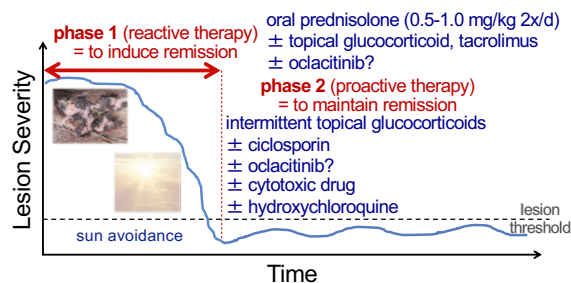 phase 1 (reactive therapy)
= to induce remission
oral prednisolone (0.5-1.0 mg/kg 2x/d)
± topical glucocorticoid, tacrolimus
± oclacitinib?
phase 2 (proactive therapy)
= to maintain remission
intermittent topical glucocorticoids
± ciclosporin
± oclacitinib?
± cytotoxic drug
± hydroxychloroquine
Lesion Severity
lesion
threshold
sun avoidance
Time